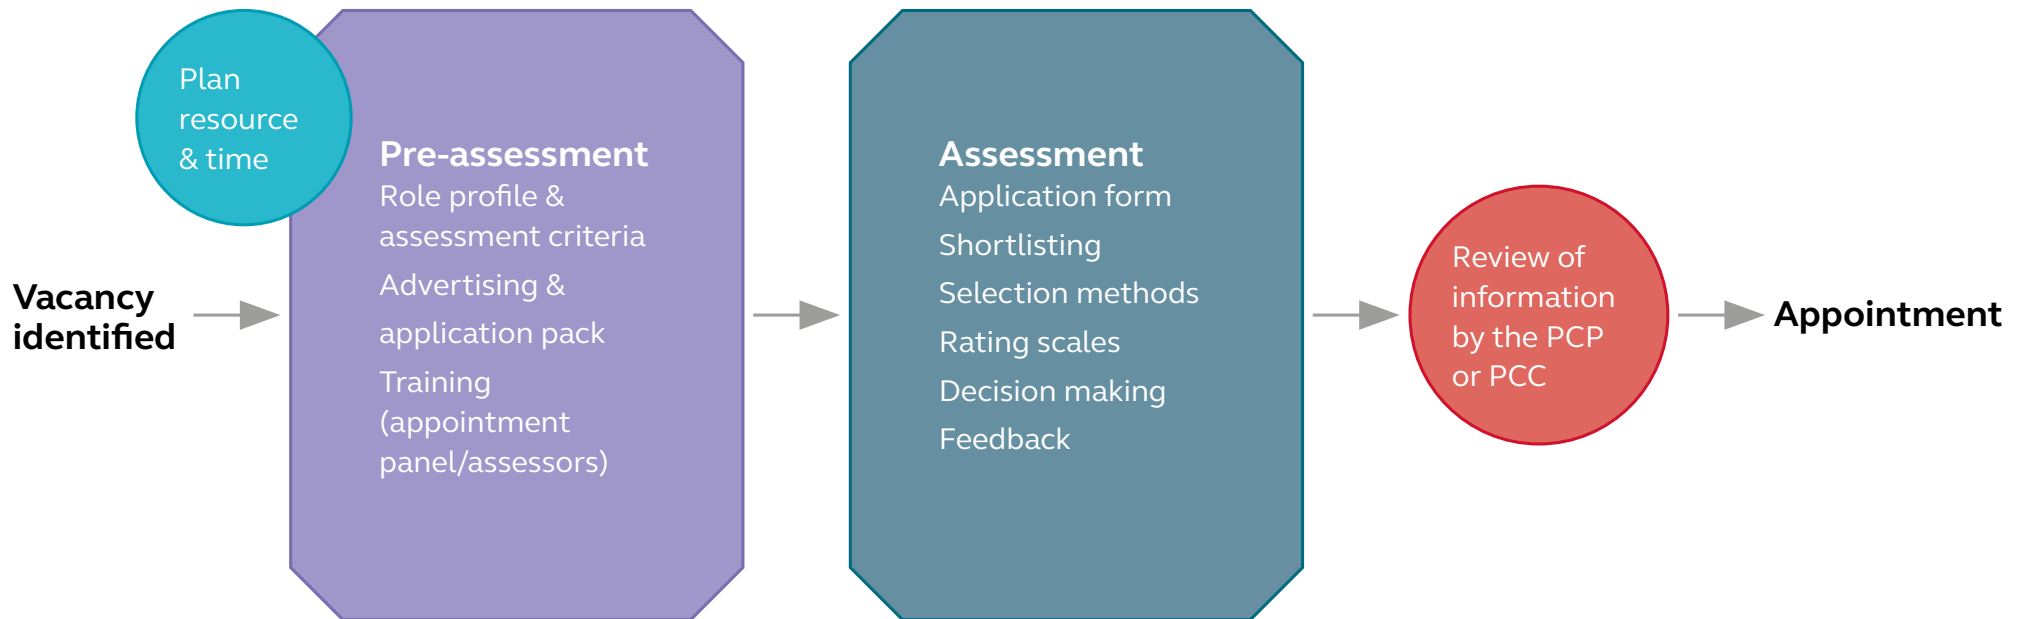 Vacancy
identified
Plan
resource
& time
Pre-assessment
Role profile &
assessment criteria
Advertising &
application pack
Training
(appointment
panel/assessors)
Assessment
Application form
Shortlisting
Selection methods
Rating scales
Decision making
Feedback
Review of
information
by the PCP
or PCC
Appointment